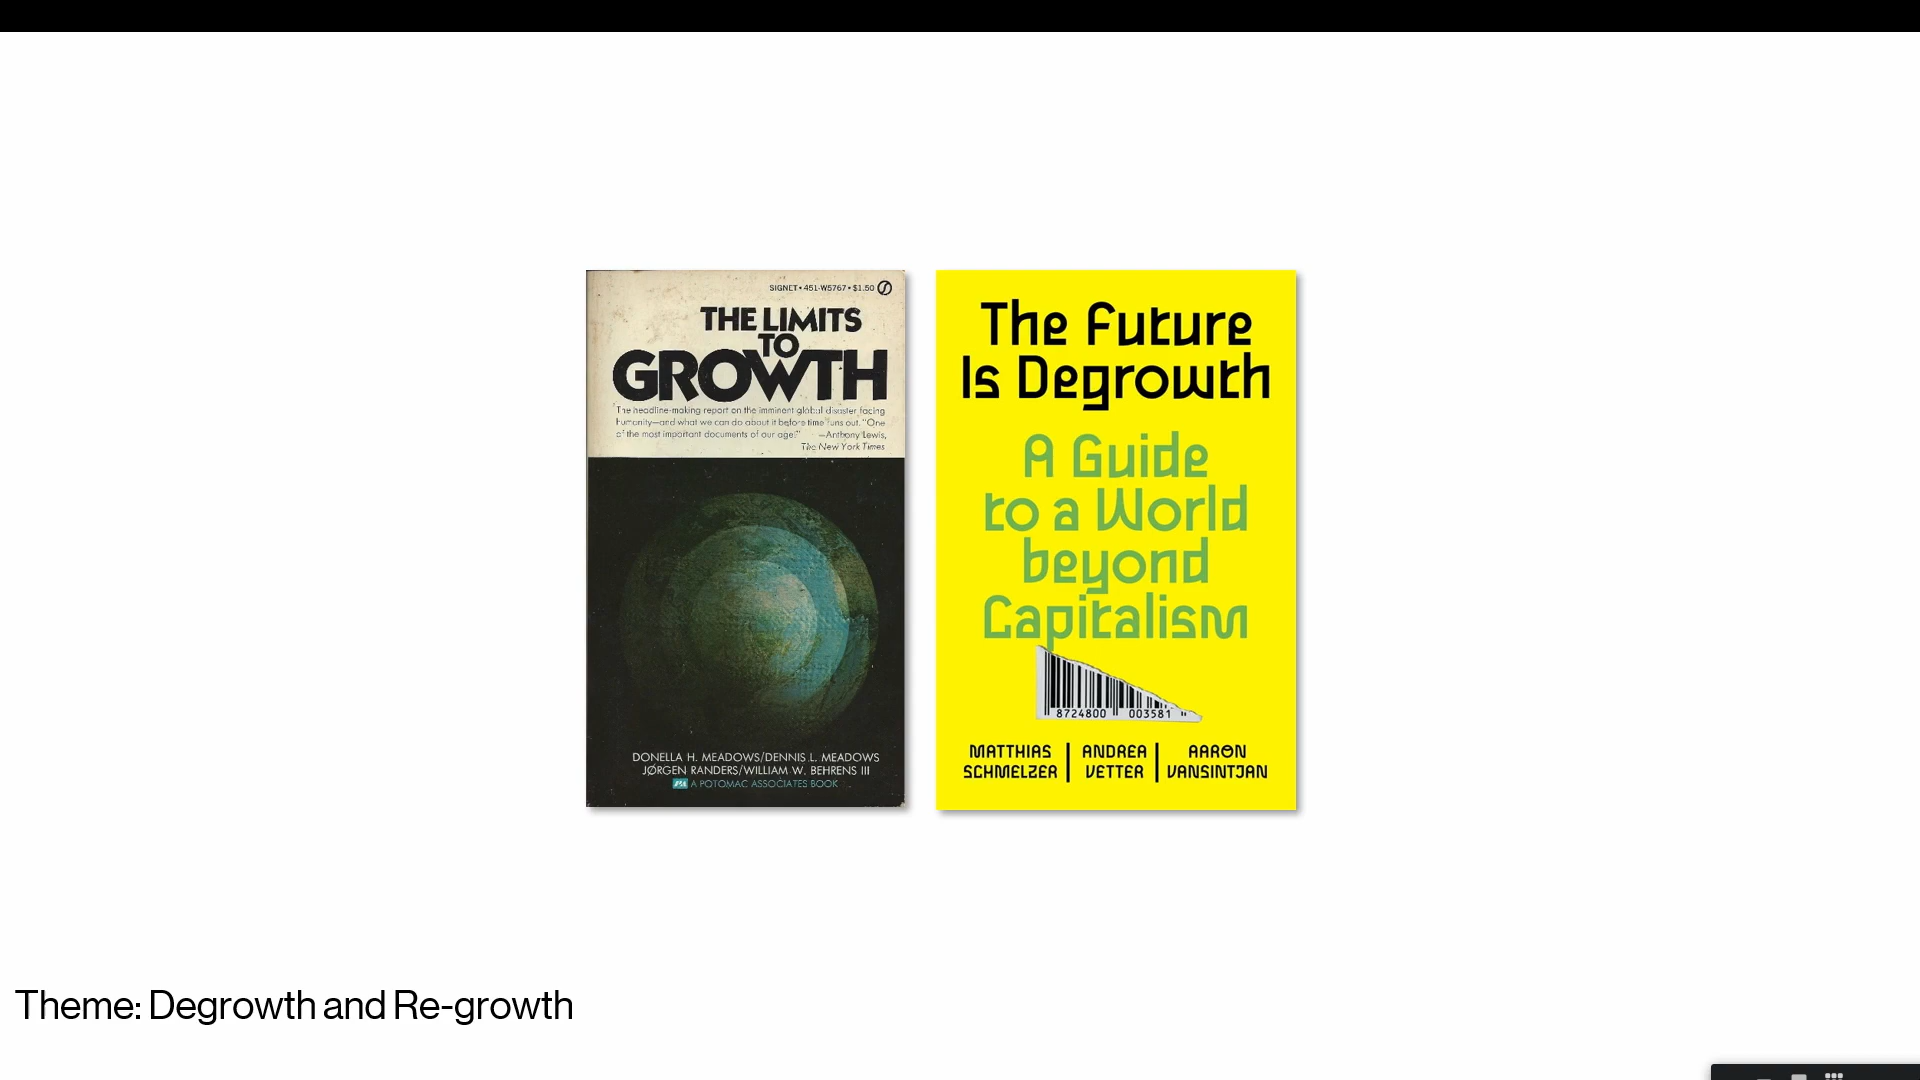 SIGNET • 451-W5767 • $1.50
THE LIMITS
TO
GROWTH
The headline-making report on the imminent global disaster facing
humanity—and what we can do about it before time runs out. "One
of the most important documents of our age!" —Anthony Lewis,
The New York Times
DONELLA H. MEADOWS/DENNIS L. MEADOWS
JØRGEN RANDERS/WILLIAM W. BEHRENS III
PA A POTOMAC ASSOCIATES BOOK
The Future
Is Degrowth
A Guide
to a World
beyond
Capitalism
8724800 003581
MATTHIAS SCHMELZER
ANDREA VETTER
AARON VANSINTJAN
Theme: Degrowth and Re-growth